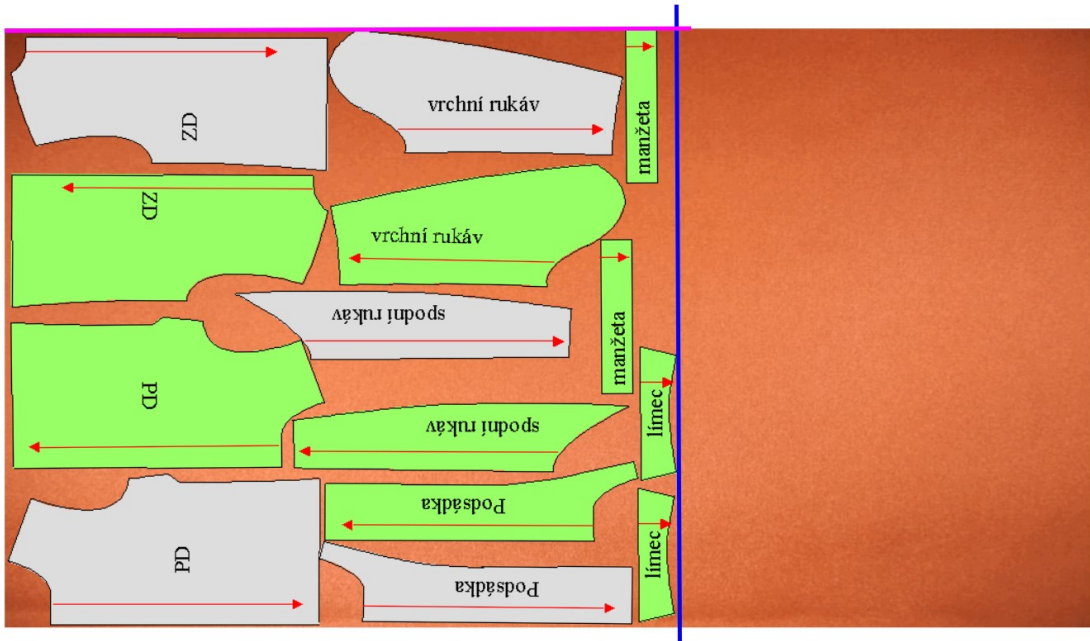 ZD
vrchní rukáv
manžeta
ZD
vrchní rukáv
spodní rukáv
manžeta
PD
spodní rukáv
límec
Podsádka
PD
Podsádka
límec